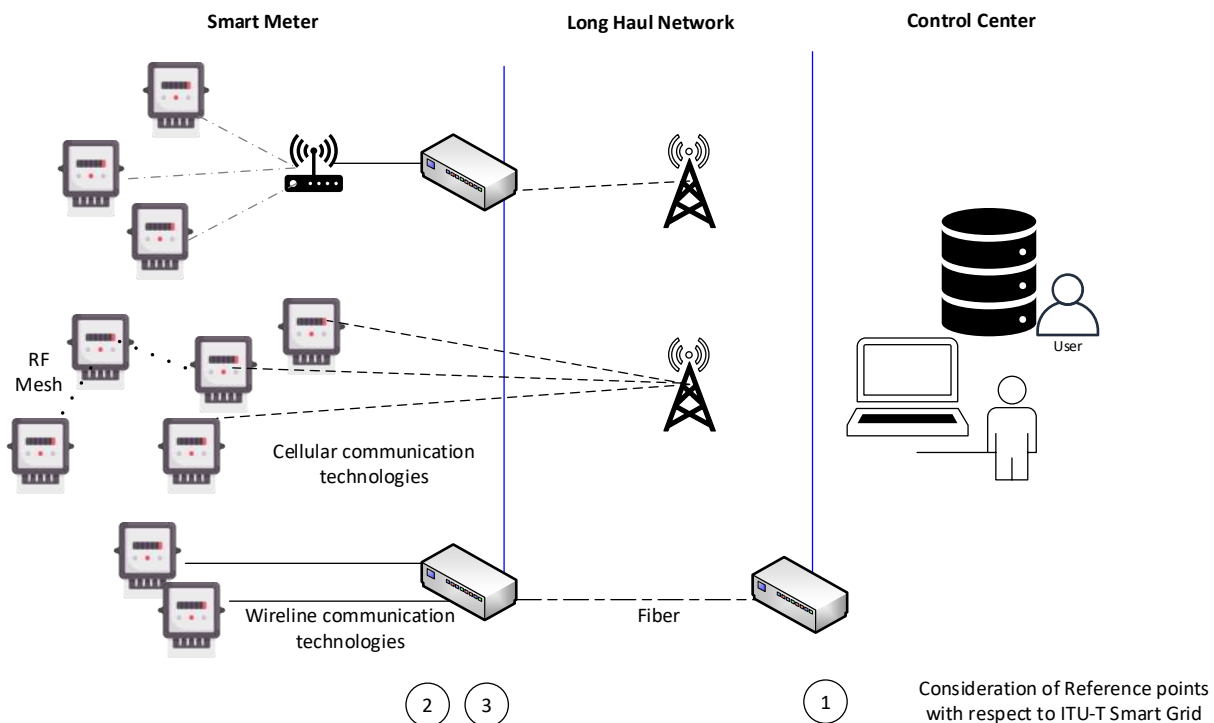 Smart Meter
Long Haul Network
Control Center
RF
Mesh
User
Cellular communication
technologies
Wireline communication
technologies
Fiber
2
3
1
Consideration of Reference points
with respect to ITU-T Smart Grid